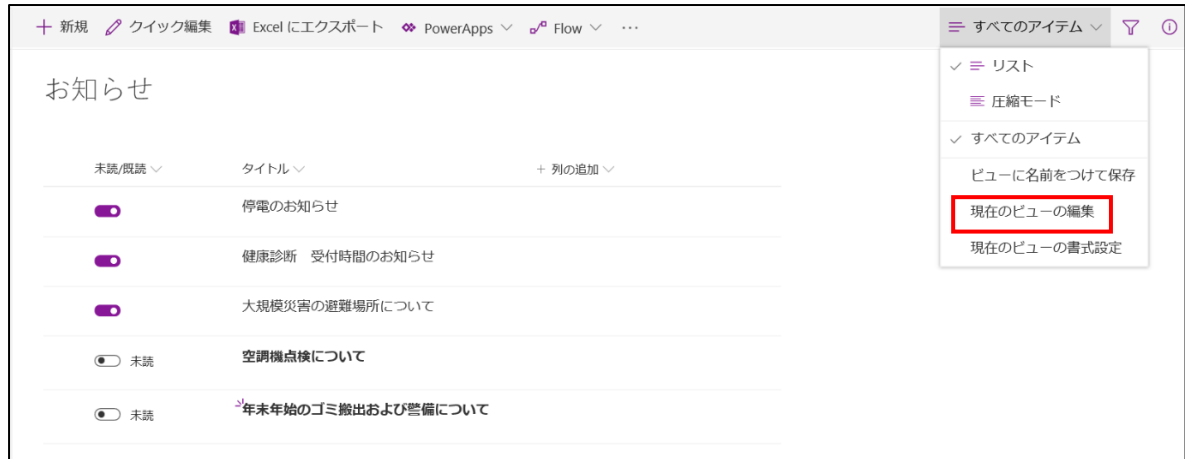 新規 クイック編集 Excel にエクスポート PowerApps Flow … すべてのアイテム
リスト
圧縮モード
すべてのアイテム
ビューに名前をつけて保存
現在のビューの編集
現在のビューの書式設定
お知らせ
未読/既読 タイトル + 列の追加
停電のお知らせ
健康診断 受付時間のお知らせ
大規模災害の避難場所について
未読 空調機点検について
未読 年末年始のゴミ搬出および警備について